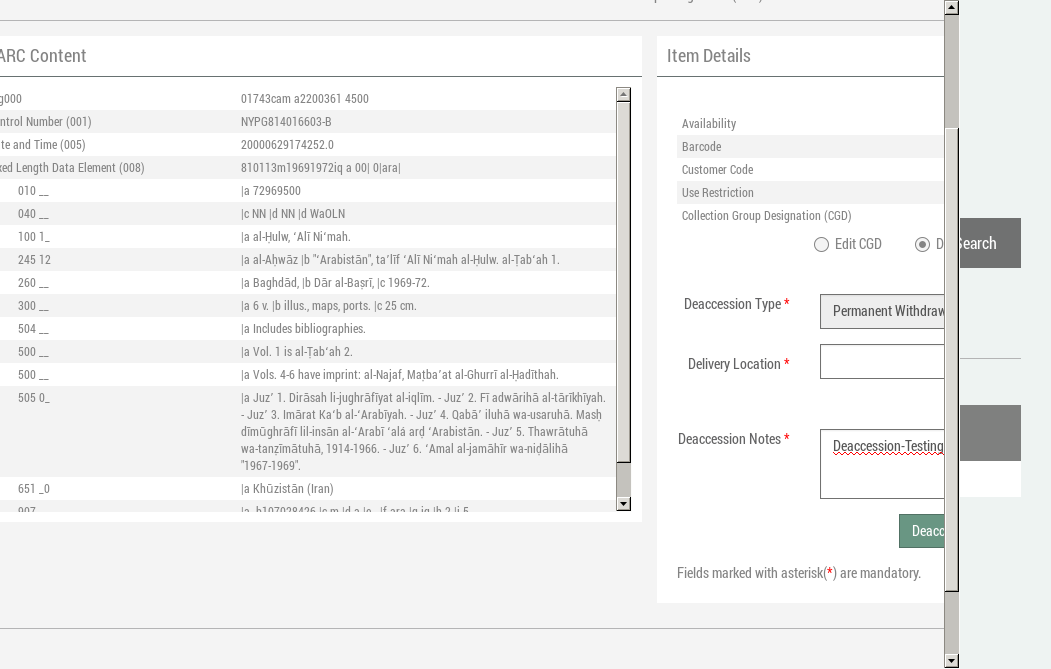 ARC Content
g000 01743cam a2200361 4500
ntrol Number (001) NYPG814016603-B
te and Time (005) 20000629174252.0
xed Length Data Element (008) 810113m19691972iq a 00| 0|ara|
010 __ |a 72969500
040 __ |c NN |d NN |d WaOLN
100 1_ |a al-Ḥulw, ʻAlī Niʻmah.
245 12 |a al-Aḥwāz |b "ʻArabistān", taʼlīf ʻAlī Niʻmah al-Ḥulw. al-Ṭabʻah 1.
260 __ |a Baghdād, |b Dār al-Baṣrī, |c 1969-72.
300 __ |a 6 v. |b illus., maps, ports. |c 25 cm.
504 __ |a Includes bibliographies.
500 __ |a Vol. 1 is al-Ṭabʻah 2.
500 __ |a Vols. 4-6 have imprint: al-Najaf, Maṭbaʻat al-Ghurrī al-Ḥadīthah.
505 0_ |a Juzʼ 1. Dirāsah li-jughrāfīyat al-iqlīm. - Juzʼ 2. Fī adwārihā al-tārīkhīyah.
- Juzʼ 3. Imārat Kaʻb al-ʻArabīyah. - Juzʼ 4. Qabāʼ iluhā wa-usaruhā. Masḥ
dīmūghrāfī lil-insān al-ʻArabī ʻalá arḍ ʻArabistān. - Juzʼ 5. Thawrātuhā
wa-tanẓīmātuhā, 1914-1966. - Juzʼ 6. ʻAmal al-jamāhīr wa-niḍālihā
"1967-1969".
651 _0 |a Khūzistān (Iran)
907
Item Details
Availability
Barcode
Customer Code
Use Restriction
Collection Group Designation (CGD)
Edit CGD D
Search
Deaccession Type * Permanent Withdraw
Delivery Location *
Deaccession Notes * Deaccession-Testing
Deacc
Fields marked with asterisk(*) are mandatory.